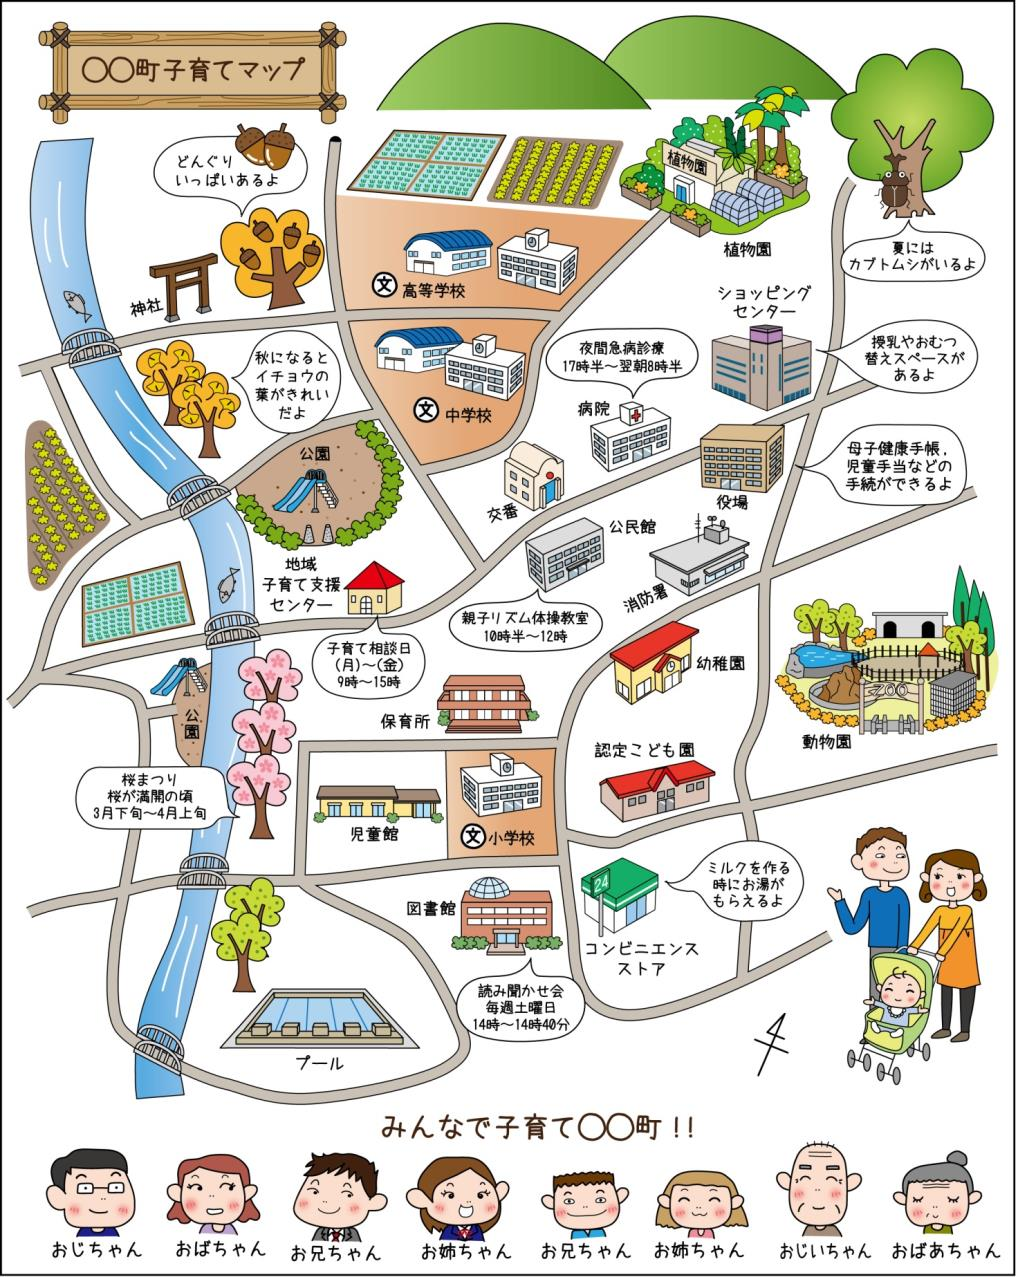 〇〇町子育てマップ
どんぐり
いっぱいあるよ
植物園
植物園
夏には
カブトムシがいるよ
文
高等学校
神社
ショッピング
センター
秋になると
イチョウの
葉がきれい
だよ
文
中学校
夜間急病診療
17時半～翌朝8時半
病院
授乳やおむつ
替えスペースが
あるよ
公園
交番
役場
母子健康手帳,
児童手当などの
手続ができるよ
地域
子育て支援
センター
公民館
消防署
親子リズム体操教室
10時半～12時
子育て相談日
(月)～(金)
9時～15時
幼稚園
公園
保育所
ZOO
動物園
桜まつり
桜が満開の頃
3月下旬～4月上旬
児童館
文
小学校
認定こども園
図書館
24
コンビニエンス
ストア
ミルクを作る
時にお湯が
もらえるよ
読み聞かせ会
毎週土曜日
14時～14時40分
プール
みんなで子育て〇〇町!!
おじちゃん
おばちゃん
お兄ちゃん
お姉ちゃん
お兄ちゃん
お姉ちゃん
おじいちゃん
おばあちゃん